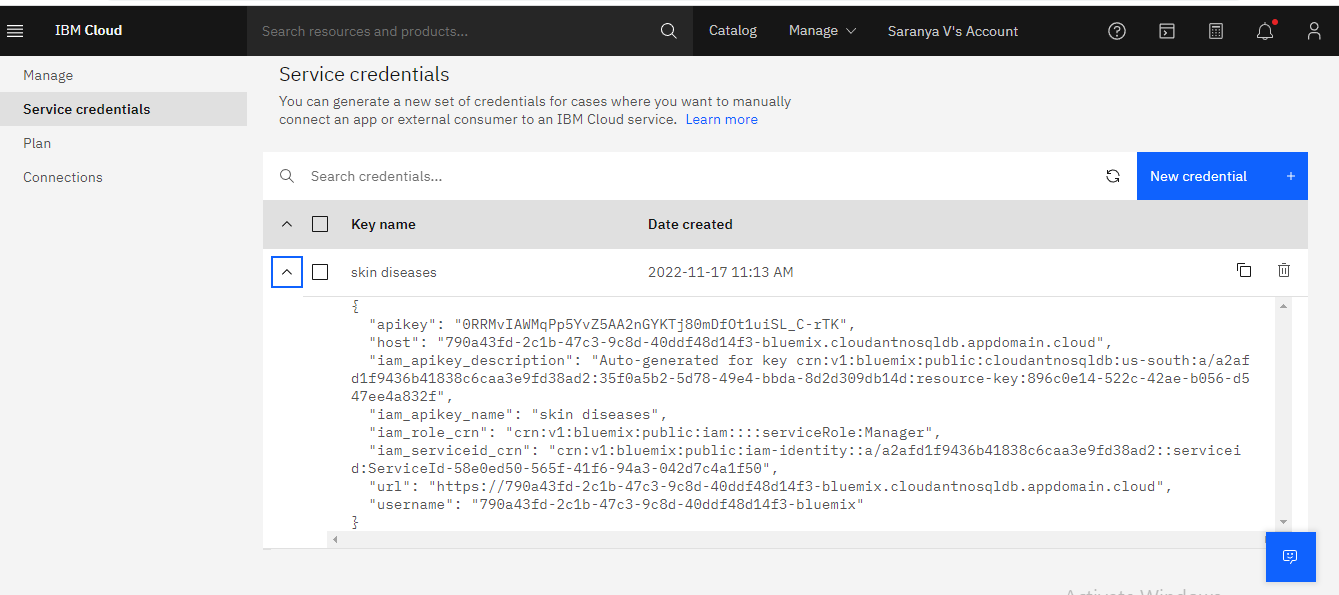 IBM Cloud
Search resources and products...
Catalog
Manage
Saranya V's Account
Manage
Service credentials
Plan
Connections
Service credentials
You can generate a new set of credentials for cases where you want to manually
connect an app or external consumer to an IBM Cloud service. Learn more
Search credentials...
New credential +
Key name
Date created
skin diseases
2022-11-17 11:13 AM
{
"apikey": "0RRMvIAWMqPp5YvZ5AA2nGYKTj80mDfOt1uiSL_C-rTK",
"host": "790a43fd-2c1b-47c3-9c8d-40ddf48d14f3-bluemix.cloudantnosqldb.appdomain.cloud",
"iam_apikey_description": "Auto-generated for key crn:v1:bluemix:public:cloudantnosqldb:us-south:a/a2af
d1f9436b41838c6caa3e9fd38ad2:35f0a5b2-5d78-49e4-bbda-8d2d309db14d:resource-key:896c0e14-522c-42ae-b056-d5
47ee4a832f",
"iam_apikey_name": "skin diseases",
"iam_role_crn": "crn:v1:bluemix:public:iam::::serviceRole:Manager",
"iam_serviceid_crn": "crn:v1:bluemix:public:iam-identity::a/a2afd1f9436b41838c6caa3e9fd38ad2::servicei
d:ServiceId-58e0ed50-565f-41f6-94a3-042d7c4a1f50",
"url": "https://790a43fd-2c1b-47c3-9c8d-40ddf48d14f3-bluemix.cloudantnosqldb.appdomain.cloud",
"username": "790a43fd-2c1b-47c3-9c8d-40ddf48d14f3-bluemix"
}
Activate Windows